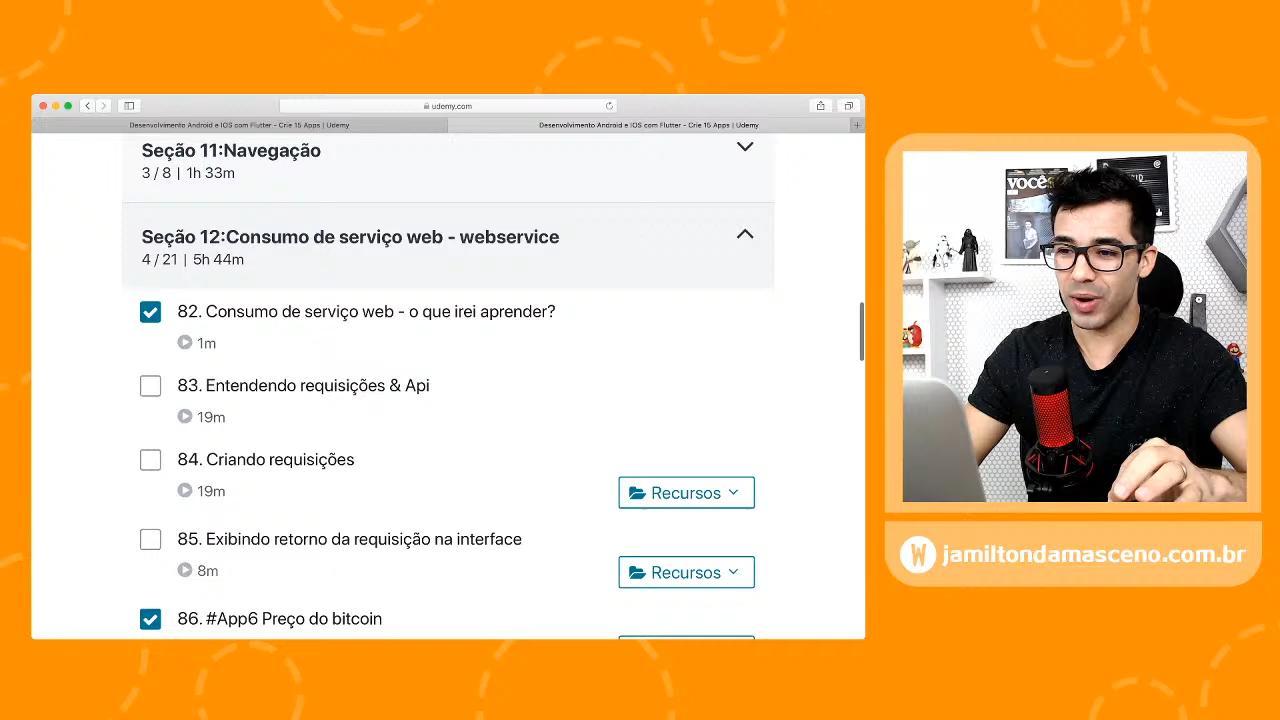 udemy.com
Desenvolvimento Android e IOS com Flutter - Crie 15 Apps | Udemy
Desenvolvimento Android e IOS com Flutter - Crie 15 Apps | Udemy
Seção 11:Navegação
3 / 8 | 1h 33m
Seção 12:Consumo de serviço web - webservice
4 / 21 | 5h 44m
82. Consumo de serviço web - o que irei aprender?
1m
83. Entendendo requisições & Api
19m
84. Criando requisições
19m
Recursos
85. Exibindo retorno da requisição na interface
8m
Recursos
86. #App6 Preço do bitcoin
você
W jamiltondamasceno.com.br